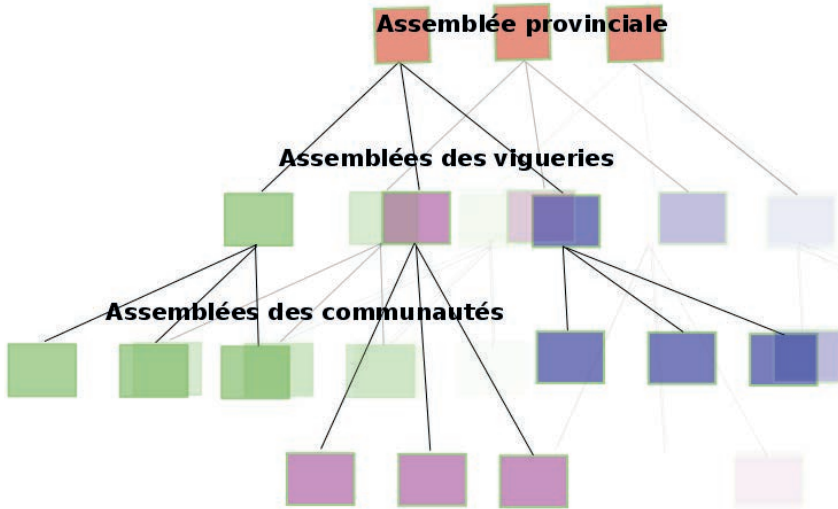 Assemblée provinciale
Assemblées des vigueries
Assemblées des communautés